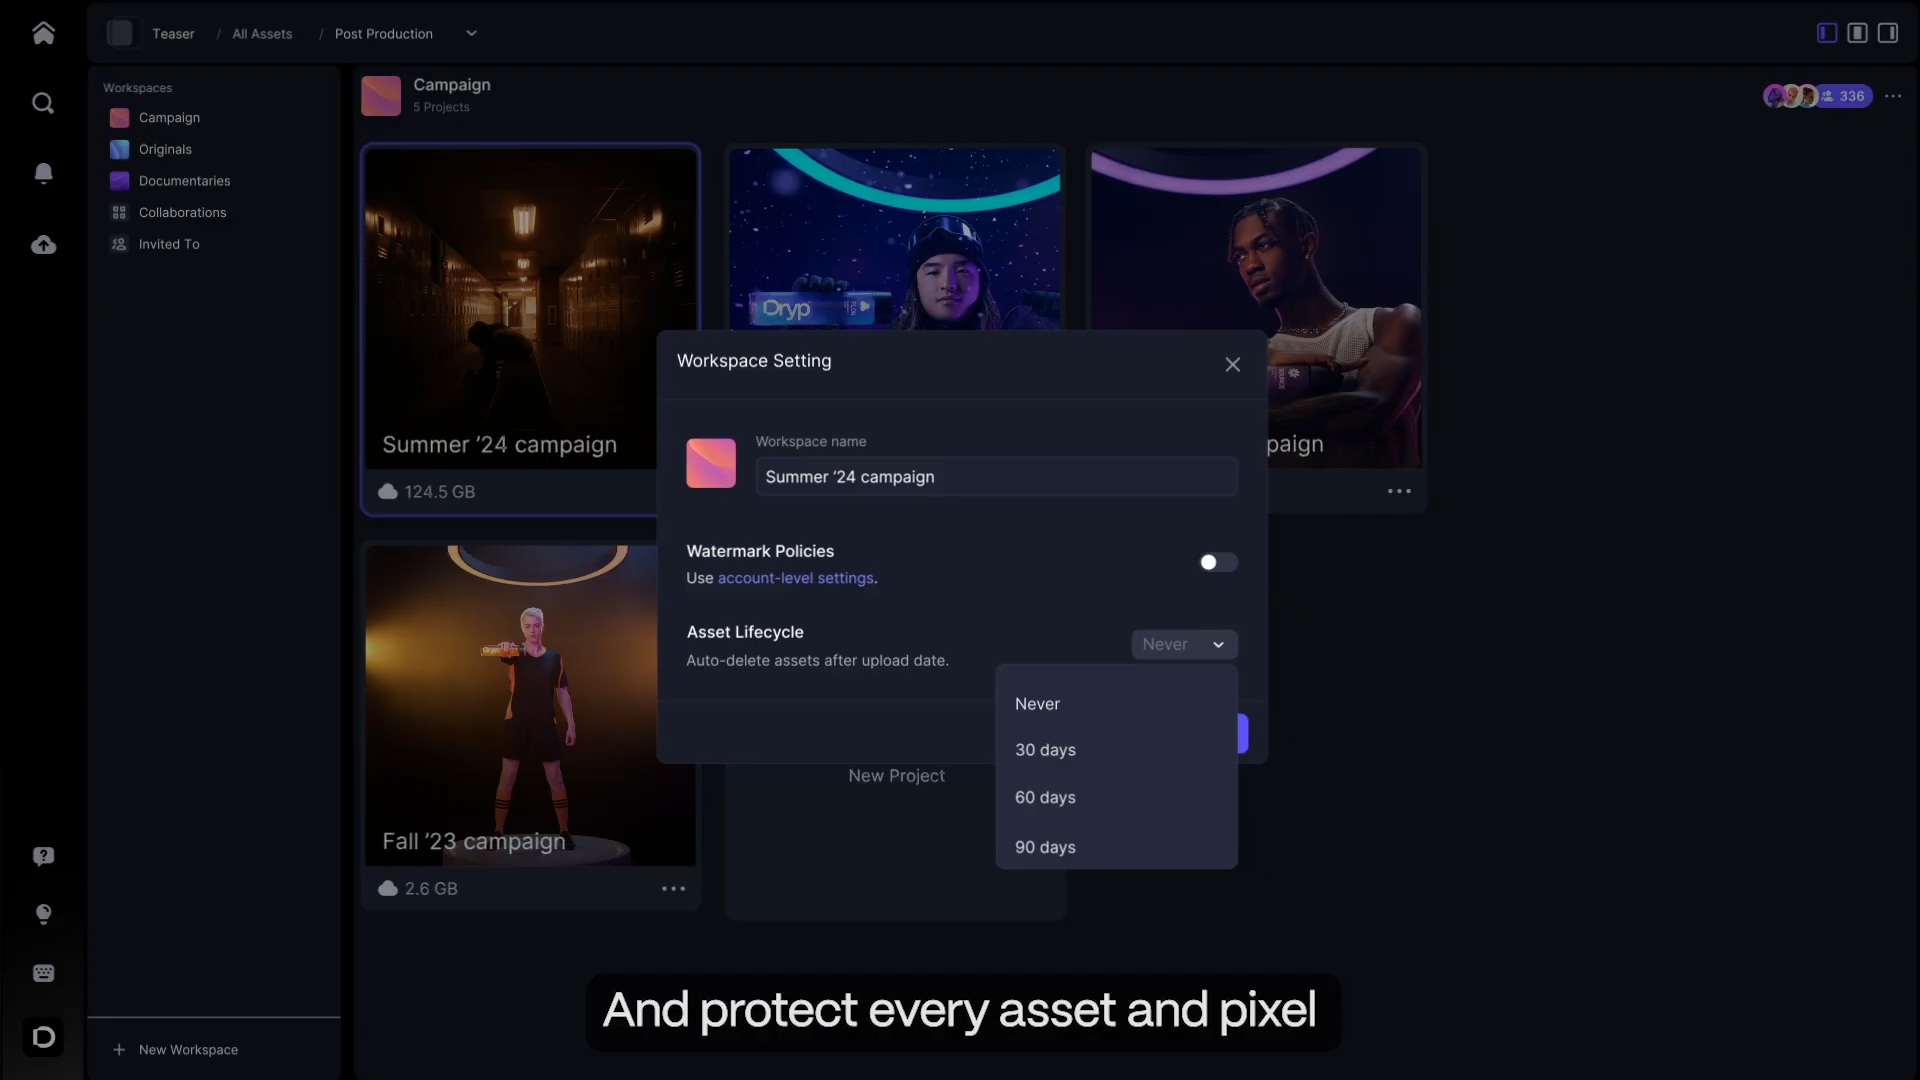 Teaser / All Assets / Post Production
Workspaces
Campaign
Originals
Documentaries
Collaborations
Invited To
New Workspace
Campaign
5 Projects
336
Summer ’24 campaign
124.5 GB
Dryp
paign
Fall ’23 campaign
2.6 GB
New Project
Workspace Setting
Workspace name
Summer ‘24 campaign
Watermark Policies
Use account-level settings.
Asset Lifecycle
Auto-delete assets after upload date.
Never
Never
30 days
60 days
90 days
And protect every asset and pixel